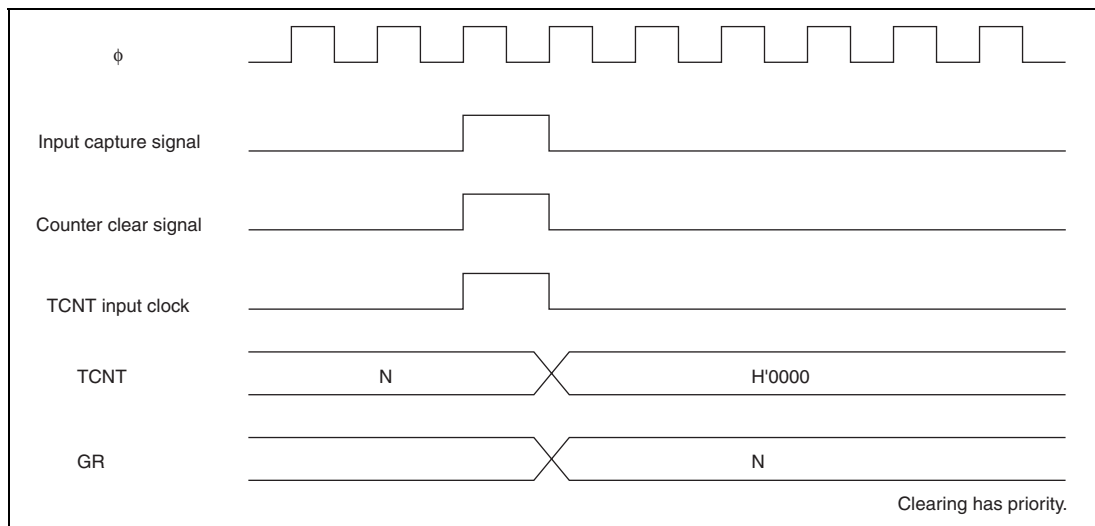 ϕ
Input capture signal
Counter clear signal
TCNT input clock
TCNT
N
H'0000
GR
N
Clearing has priority.